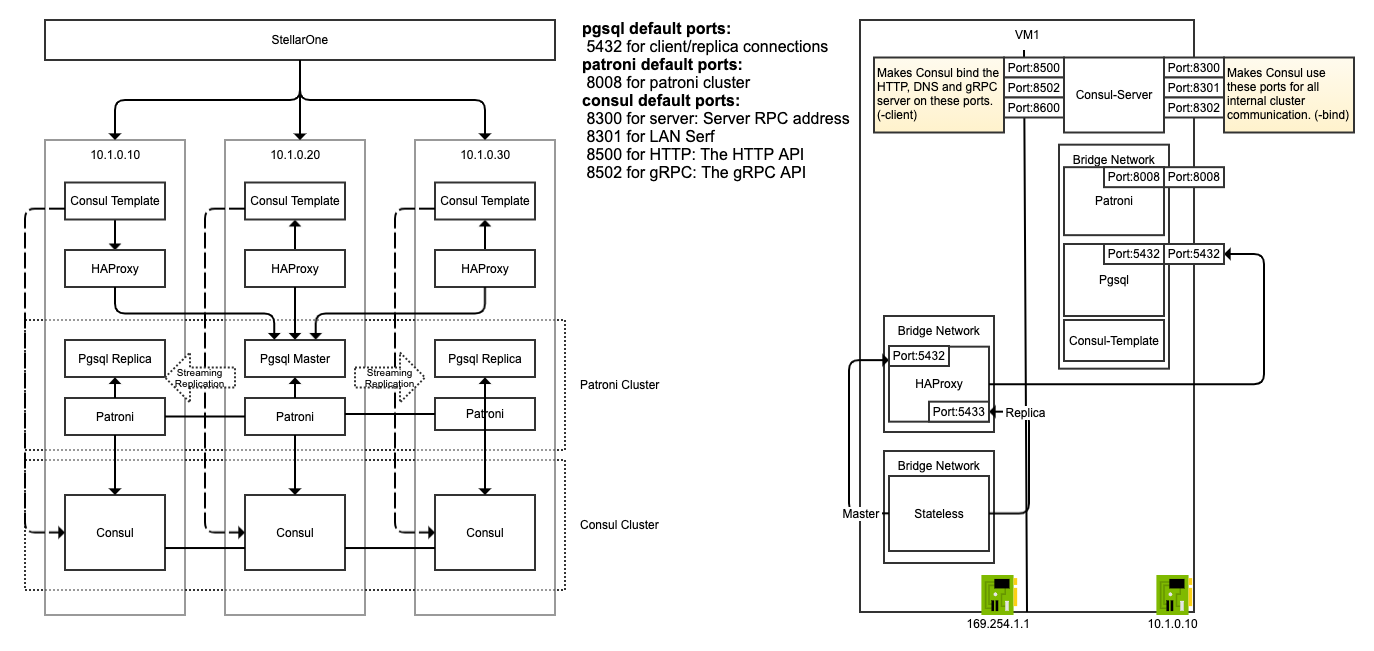 StellarOne
10.1.0.10
10.1.0.20
10.1.0.30
Consul Template
Consul Template
Consul Template
HAProxy
HAProxy
HAProxy
Pgsql Replica
Streaming
Replication
Pgsql Master
Streaming
Replication
Pgsql Replica
Patroni
Patroni
Patroni
Patroni Cluster
Consul
Consul
Consul
Consul Cluster
pgsql default ports:
5432 for client/replica connections
patroni default ports:
8008 for patroni cluster
consul default ports:
8300 for server: Server RPC address
8301 for LAN Serf
8500 for HTTP: The HTTP API
8502 for gRPC: The gRPC API
VM1
Makes Consul bind the
HTTP, DNS and gRPC
server on these ports.
(-client)
Port:8500
Port:8502
Port:8600
Consul-Server
Port:8300
Port:8301
Port:8302
Makes Consul use
these ports for all
internal cluster
communication. (-bind)
Bridge Network
Port:8008
Port:8008
Patroni
Port:5432
Port:5432
Pgsql
Consul-Template
Bridge Network
Port:5432
HAProxy
Port:5433
Replica
Bridge Network
Master
Stateless
169.254.1.1
10.1.0.10